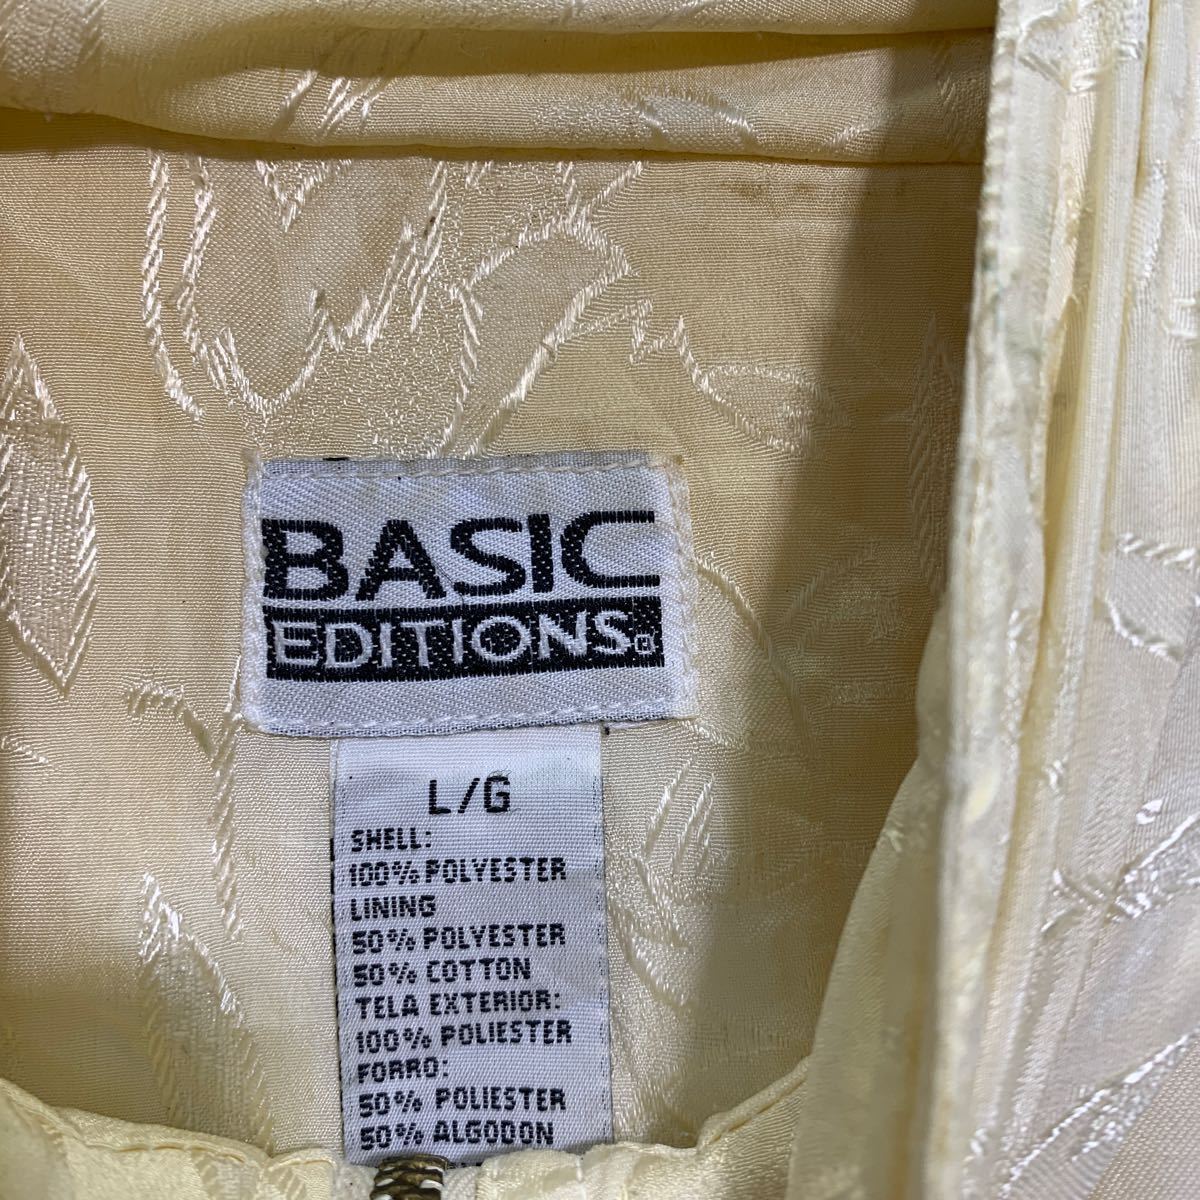 BASIC
EDITIONS®
L/G
SHELL:
100% POLYESTER
LINING
50% POLYESTER
50% COTTON
TELA EXTERIOR:
100% POLIESTER
FORRO:
50% POLIESTER
50% ALGODON